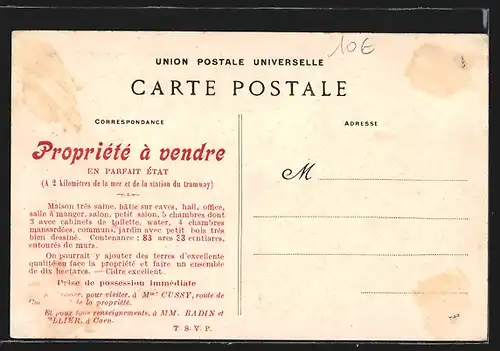 10€
UNION POSTALE UNIVERSELLE
CARTE POSTALE
CORRESPONDANCE
ADRESSE
Propriété à vendre
EN PARFAIT ÉTAT
(A 2 kilomètres de la mer et de la station du tramway)
M
Maison très saine, bâtie sur caves, hall, office,
salle à manger, salon, petit salon, 5 chambres dont
3 avec cabinets de toilette, water, 4 chambres
mansardées, communs, jardin avec petit bois très
bien dessiné. Contenance : 83 ares 33 centiares,
entourés de murs.
On pourrait y ajouter des terres d'excellente
qualité en face la propriété et faire un ensemble
de dix hectares. — Cidre excellent.
Prise de possession immédiate
pour visiter, à Mme CUSSY, route de
la propriété.
Et pour tous renseignements, à MM. BADIN et
LLIER, à Caen.
T. S. V. P.